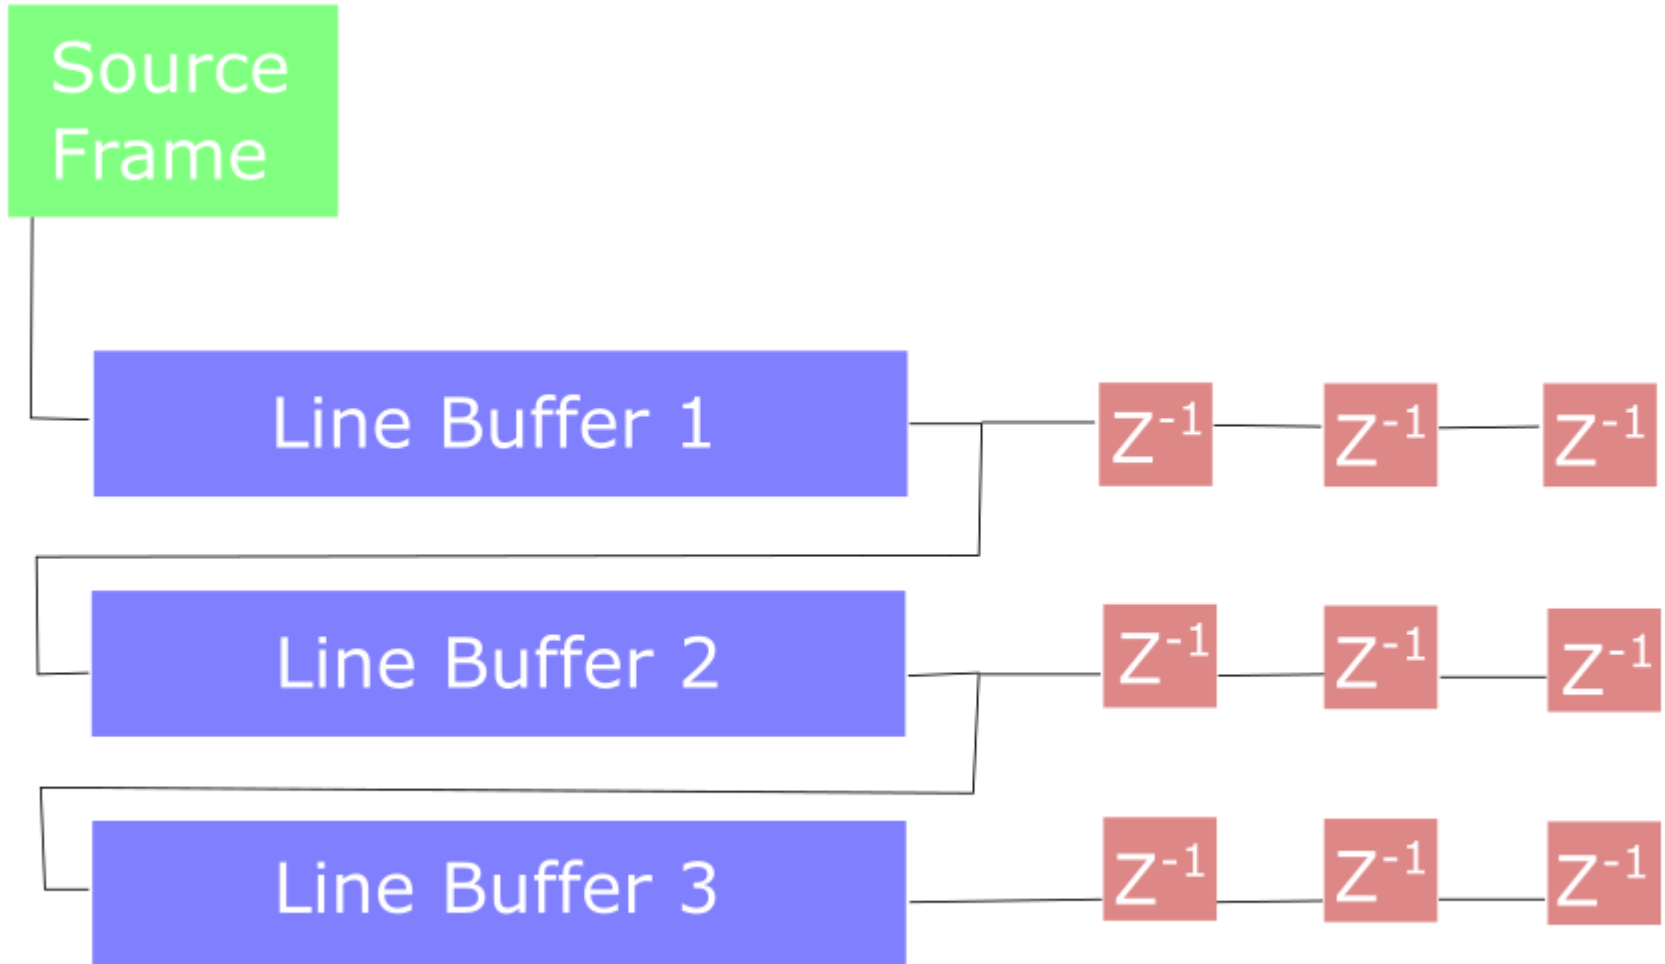 Source
Frame
Line Buffer 1
Z⁻¹
Z⁻¹
Z⁻¹
Line Buffer 2
Z⁻¹
Z⁻¹
Z⁻¹
Line Buffer 3
Z⁻¹
Z⁻¹
Z⁻¹